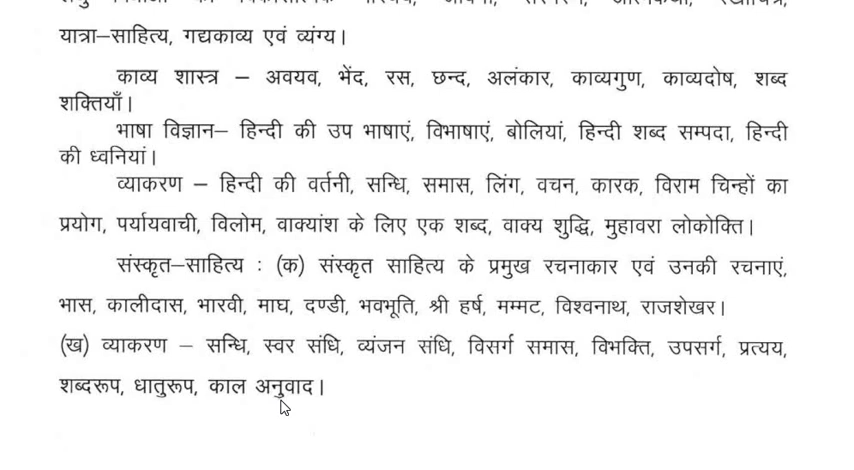 यात्रा–साहित्य, गद्यकाव्य एवं व्यंग्य।
काव्य शास्त्र – अवयव, भेंद, रस, छन्द, अलंकार, काव्यगुण, काव्यदोष, शब्द
शक्तियाँ।
भाषा विज्ञान– हिन्दी की उप भाषाएं, विभाषाएं, बोलियां, हिन्दी शब्द सम्पदा, हिन्दी
की ध्वनियां।
व्याकरण – हिन्दी की वर्तनी, सन्धि, समास, लिंग, वचन, कारक, विराम चिन्हों का
प्रयोग, पर्यायवाची, विलोम, वाक्यांश के लिए एक शब्द, वाक्य शुद्धि, मुहावरा लोकोक्ति।
संस्कृत–साहित्य : (क) संस्कृत साहित्य के प्रमुख रचनाकार एवं उनकी रचनाएं,
भास, कालीदास, भारवी, माघ, दण्डी, भवभूति, श्री हर्ष, मम्मट, विश्वनाथ, राजशेखर।
(ख) व्याकरण – सन्धि, स्वर संधि, व्यंजन संधि, विसर्ग समास, विभक्ति, उपसर्ग, प्रत्यय,
शब्दरूप, धातुरूप, काल अनुवाद।